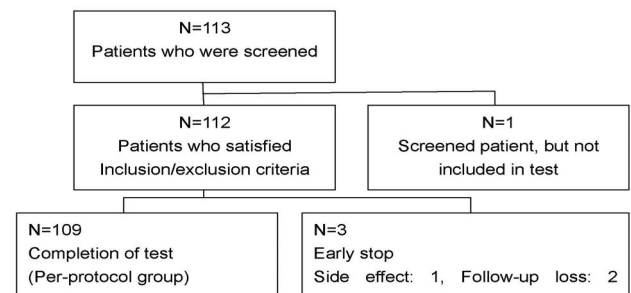 N=113
Patients who were screened
N=112
Patients who satisfied
Inclusion/exclusion criteria
N=1
Screened patient, but not
included in test
N=109
Completion of test
(Per-protocol group)
N=3
Early stop
Side effect: 1, Follow-up loss: 2